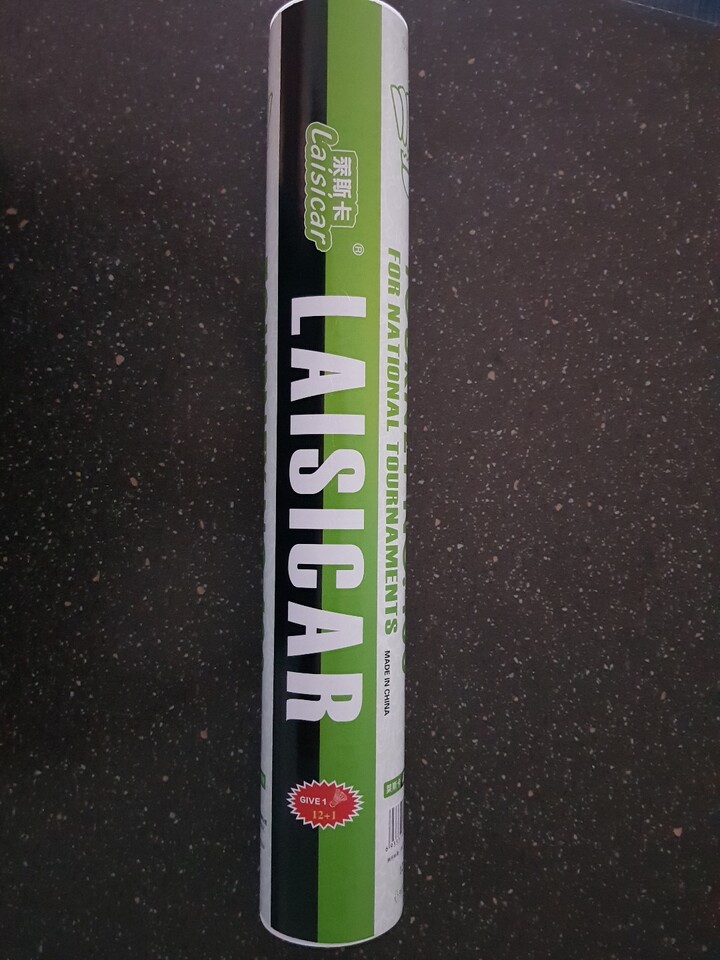 莱斯卡
Laisicar
®
LAISICAR
GIVE 1
12+1
FOR NATIONAL TOURNAMENTS
MADE IN CHINA